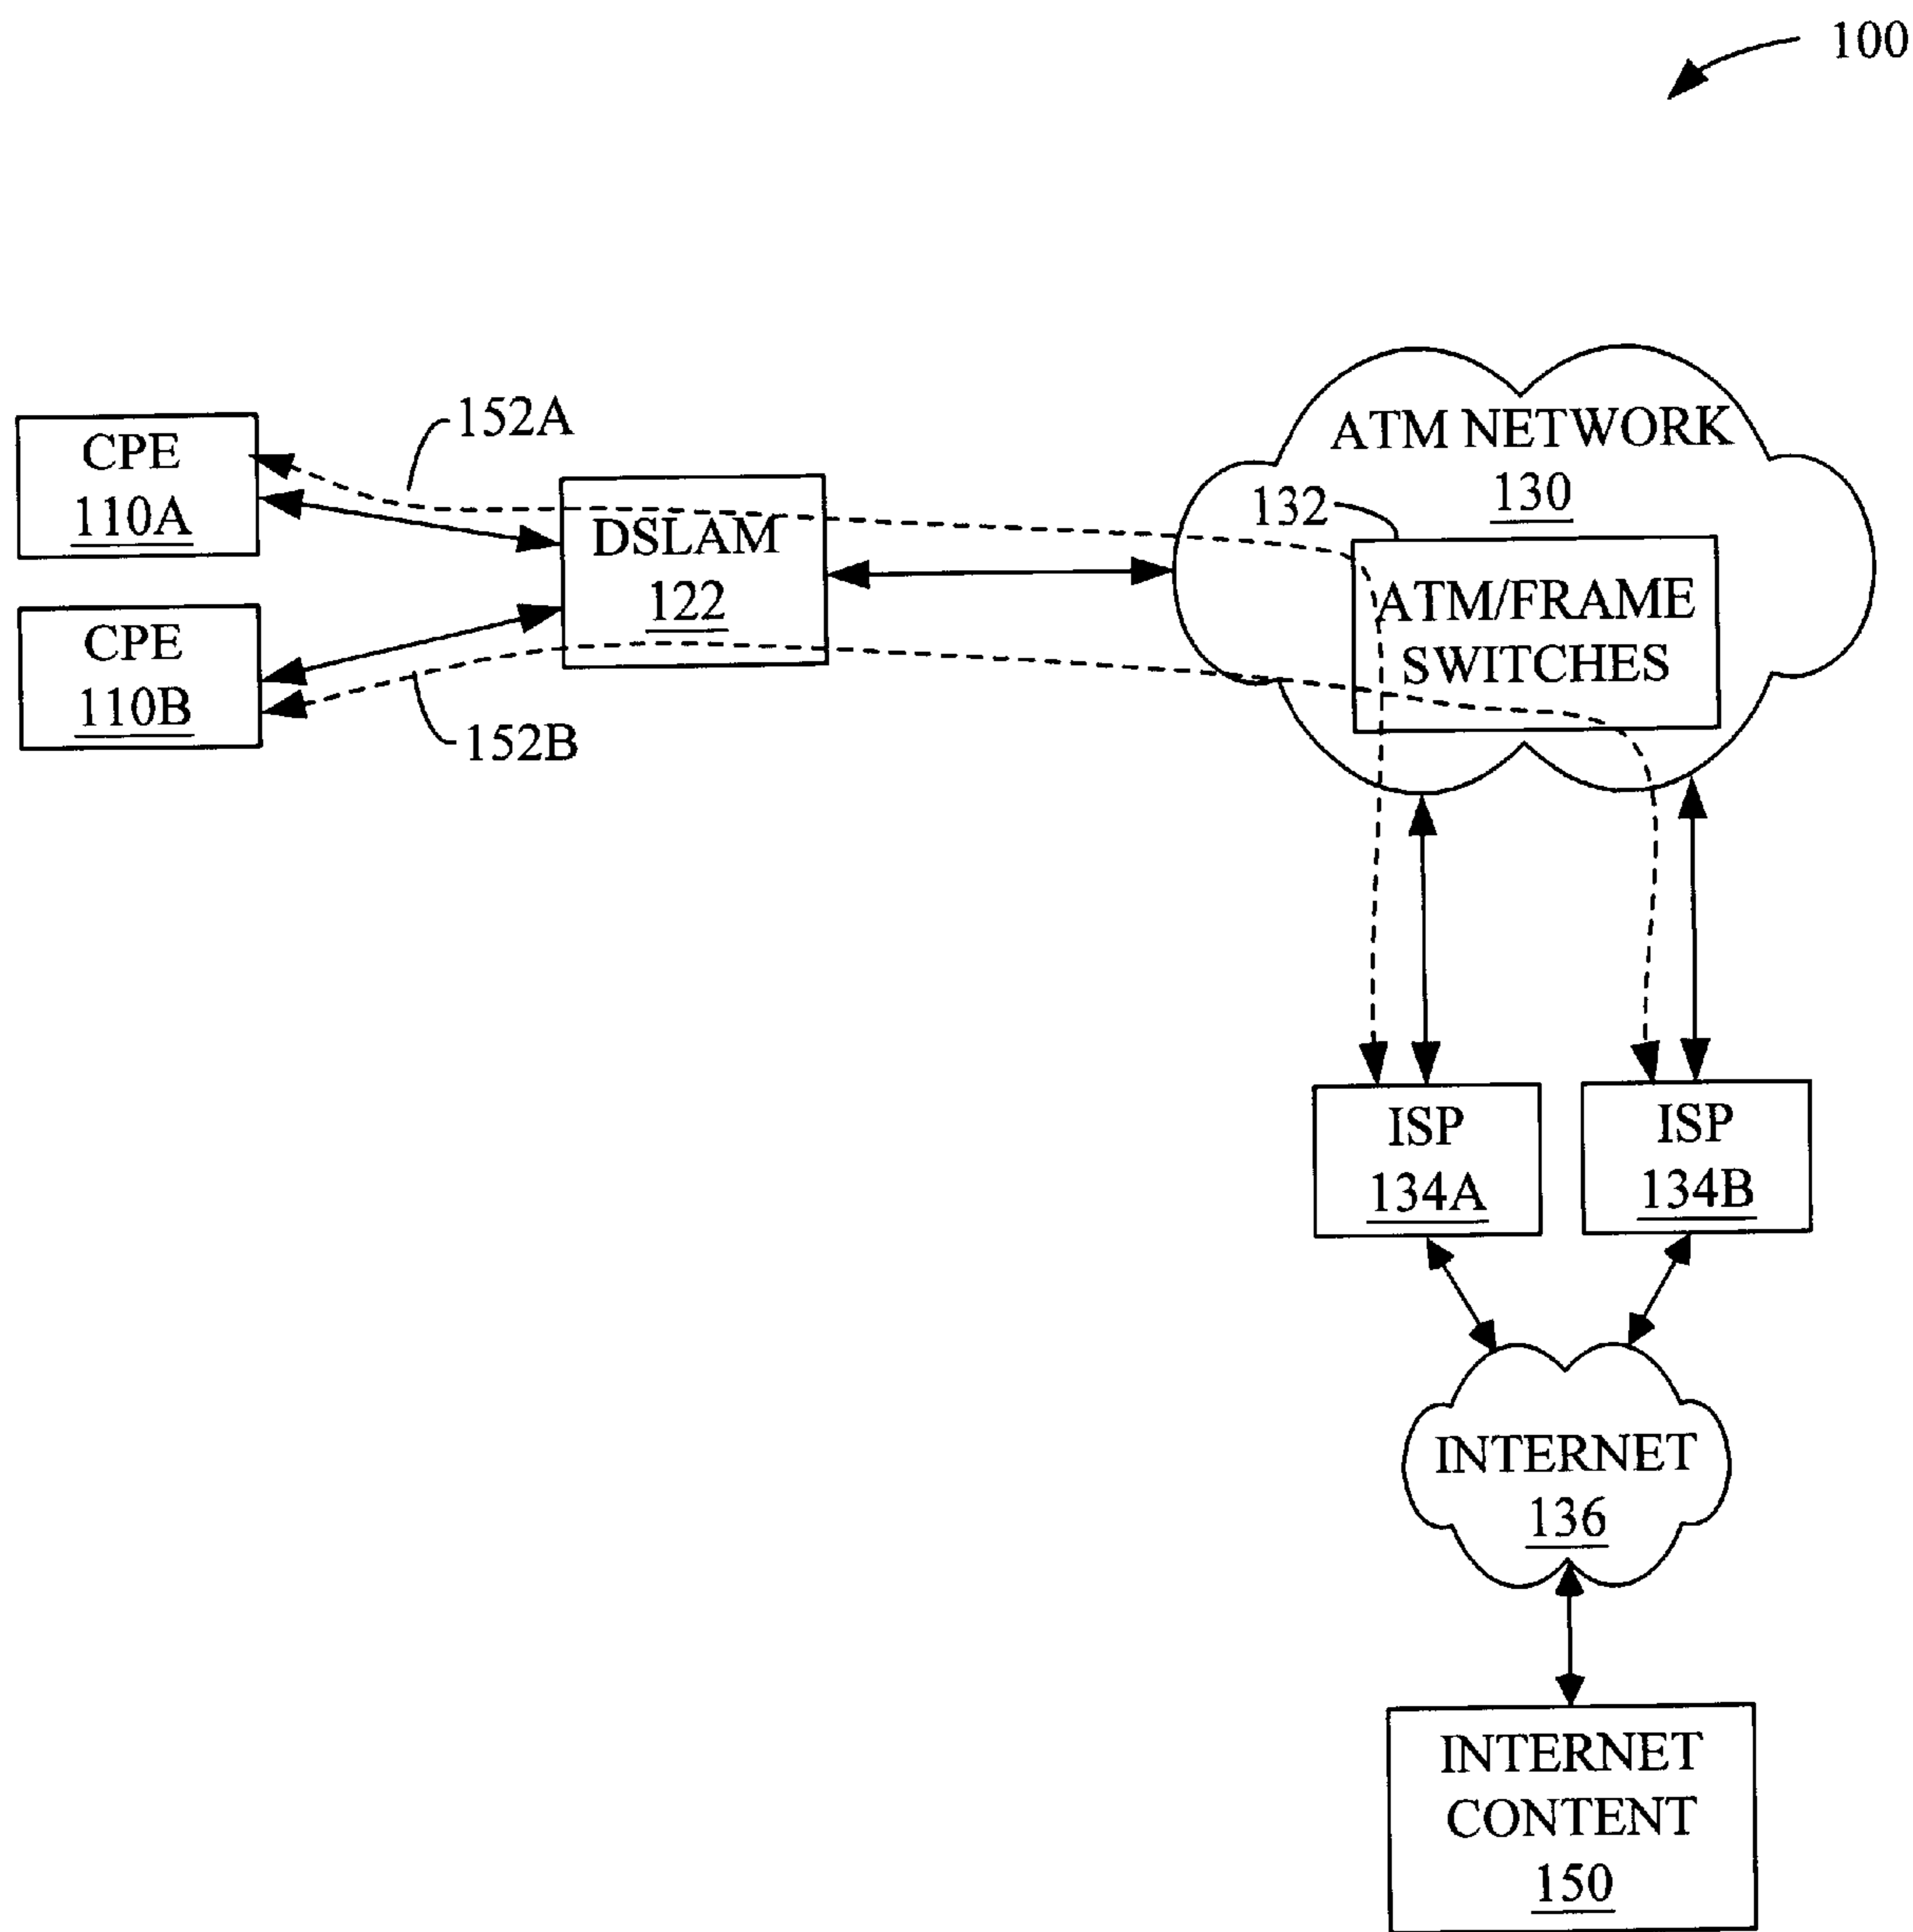 100
152A
CPE
110A
DSLAM
122
CPE
110B
152B
ATM NETWORK
130
132
ATM/FRAME
SWITCHES
ISP
134A
ISP
134B
INTERNET
136
INTERNET
CONTENT
150